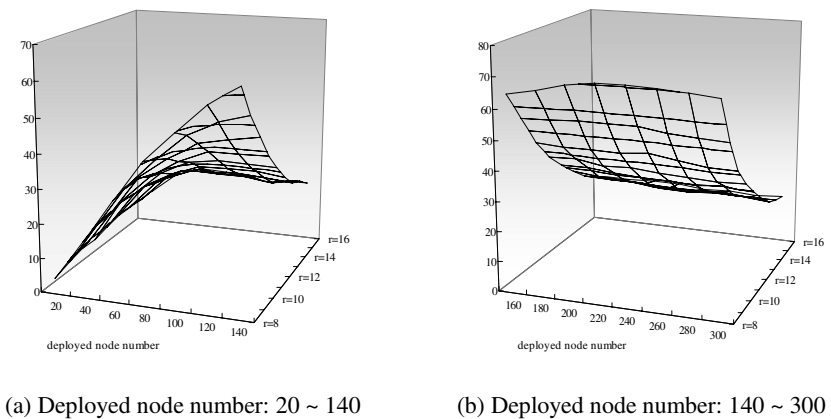 70
60
50
40
30
20
10
0
20
40
60
80
100
120
140
r=8
r=10
r=12
r=14
r=16
deployed node number
80
70
60
50
40
30
20
10
0
160
180
200
220
240
260
280
300
r=8
r=10
r=12
r=14
r=16
deployed node number
(a) Deployed node number: 20 ~ 140
(b) Deployed node number: 140 ~ 300